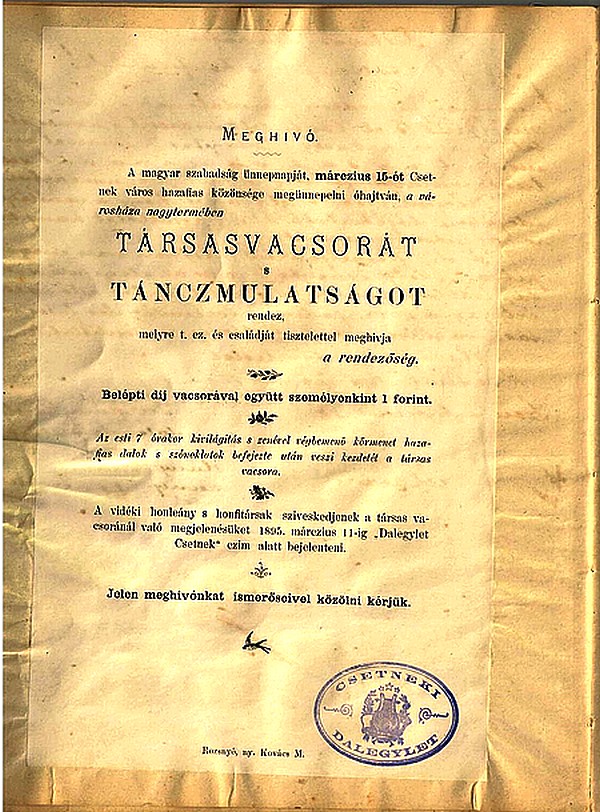 MEGHIVÓ.
A magyar szabadság ünnepnapját, márczius 15-ót Cset-
nek város hazafias közönsége megünnepelni óhajtván, a vá-
rosháza nagytermében
TÁRSASVACSORÁT
s
TÁNCZMULATSÁGOT
rendez,
melyre t. cz. és családját tisztelettel meghivja
a rendezőség.
Belépti dij vacsorával együtt személyenkint 1 forint.
Az esti 7 órakor kivilágitás s zenével végbemenő körmenet haza-
fias dalok s szónoklatok befejezte után veszi kezdetét a társas
vacsora.
A vidéki honleány s honfitársak sziveskedjenek a társas va-
csoránál való megjelenésüket 1895. márczius 11-ig „Dalegylet
Csetnek“ czim alatt bejelenteni.
Jelen meghivónkat ismerőseivel közölni kérjük.
CSETNEKI
DALEGYLET
Rozsnyó, ny. Kovács M.